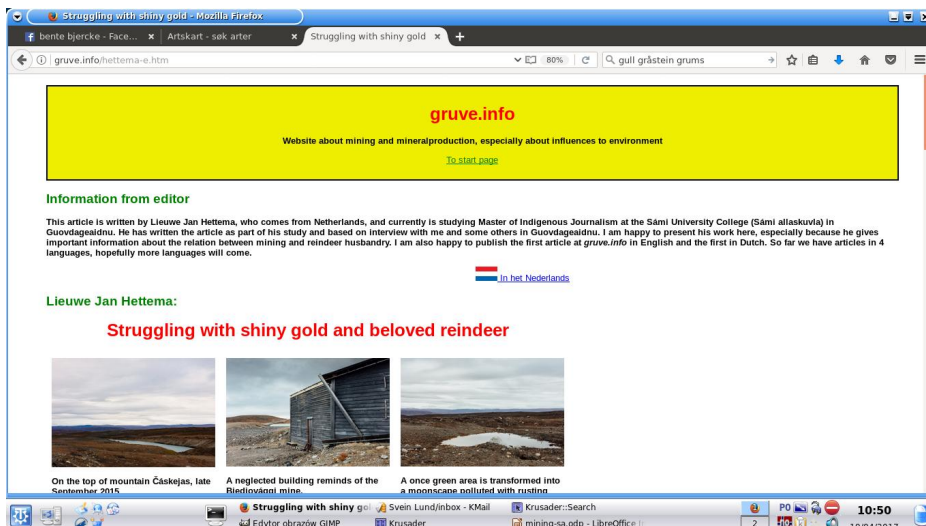 Struggling with shiny gold - Mozilla Firefox
bente bjercke - Face...
Artskart - søk arter
Struggling with shiny gold
gruve.info/hettema-e.htm
80%
gull gråstein grums
gruve.info
Website about mining and mineralproduction, especially about influences to environment
To start page
Information from editor
This article is written by Lieuwe Jan Hettema, who comes from Netherlands, and currently is studying Master of Indigenous Journalism at the Sámi University College (Sámi allaskuvla) in
Guovdageaidnu. He has written the article as part of his study and based on interview with me and some others in Guovdageaidnu. I am happy to present his work here, especially because he gives
important information about the relation between mining and reindeer husbandry. I am also happy to publish the first article at gruve.info in English and the first in Dutch. So far we have articles in 4
languages, hopefully more languages will come.
In het Nederlands
Lieuwe Jan Hettema:
Struggling with shiny gold and beloved reindeer
On the top of mountain Čáskejas, late
September 2015.
A neglected building reminds of the
Biedjovággi mine.
A once green area is transformed into
a moonscape polluted with rusting
Struggling with shiny gol
Svein Lund/inbox - KMail
Krusader::Search
PO
10:50
Edytor obrazów GIMP
Krusader
mining-sa.odp - LibreOffice
2
no
10/04/2017